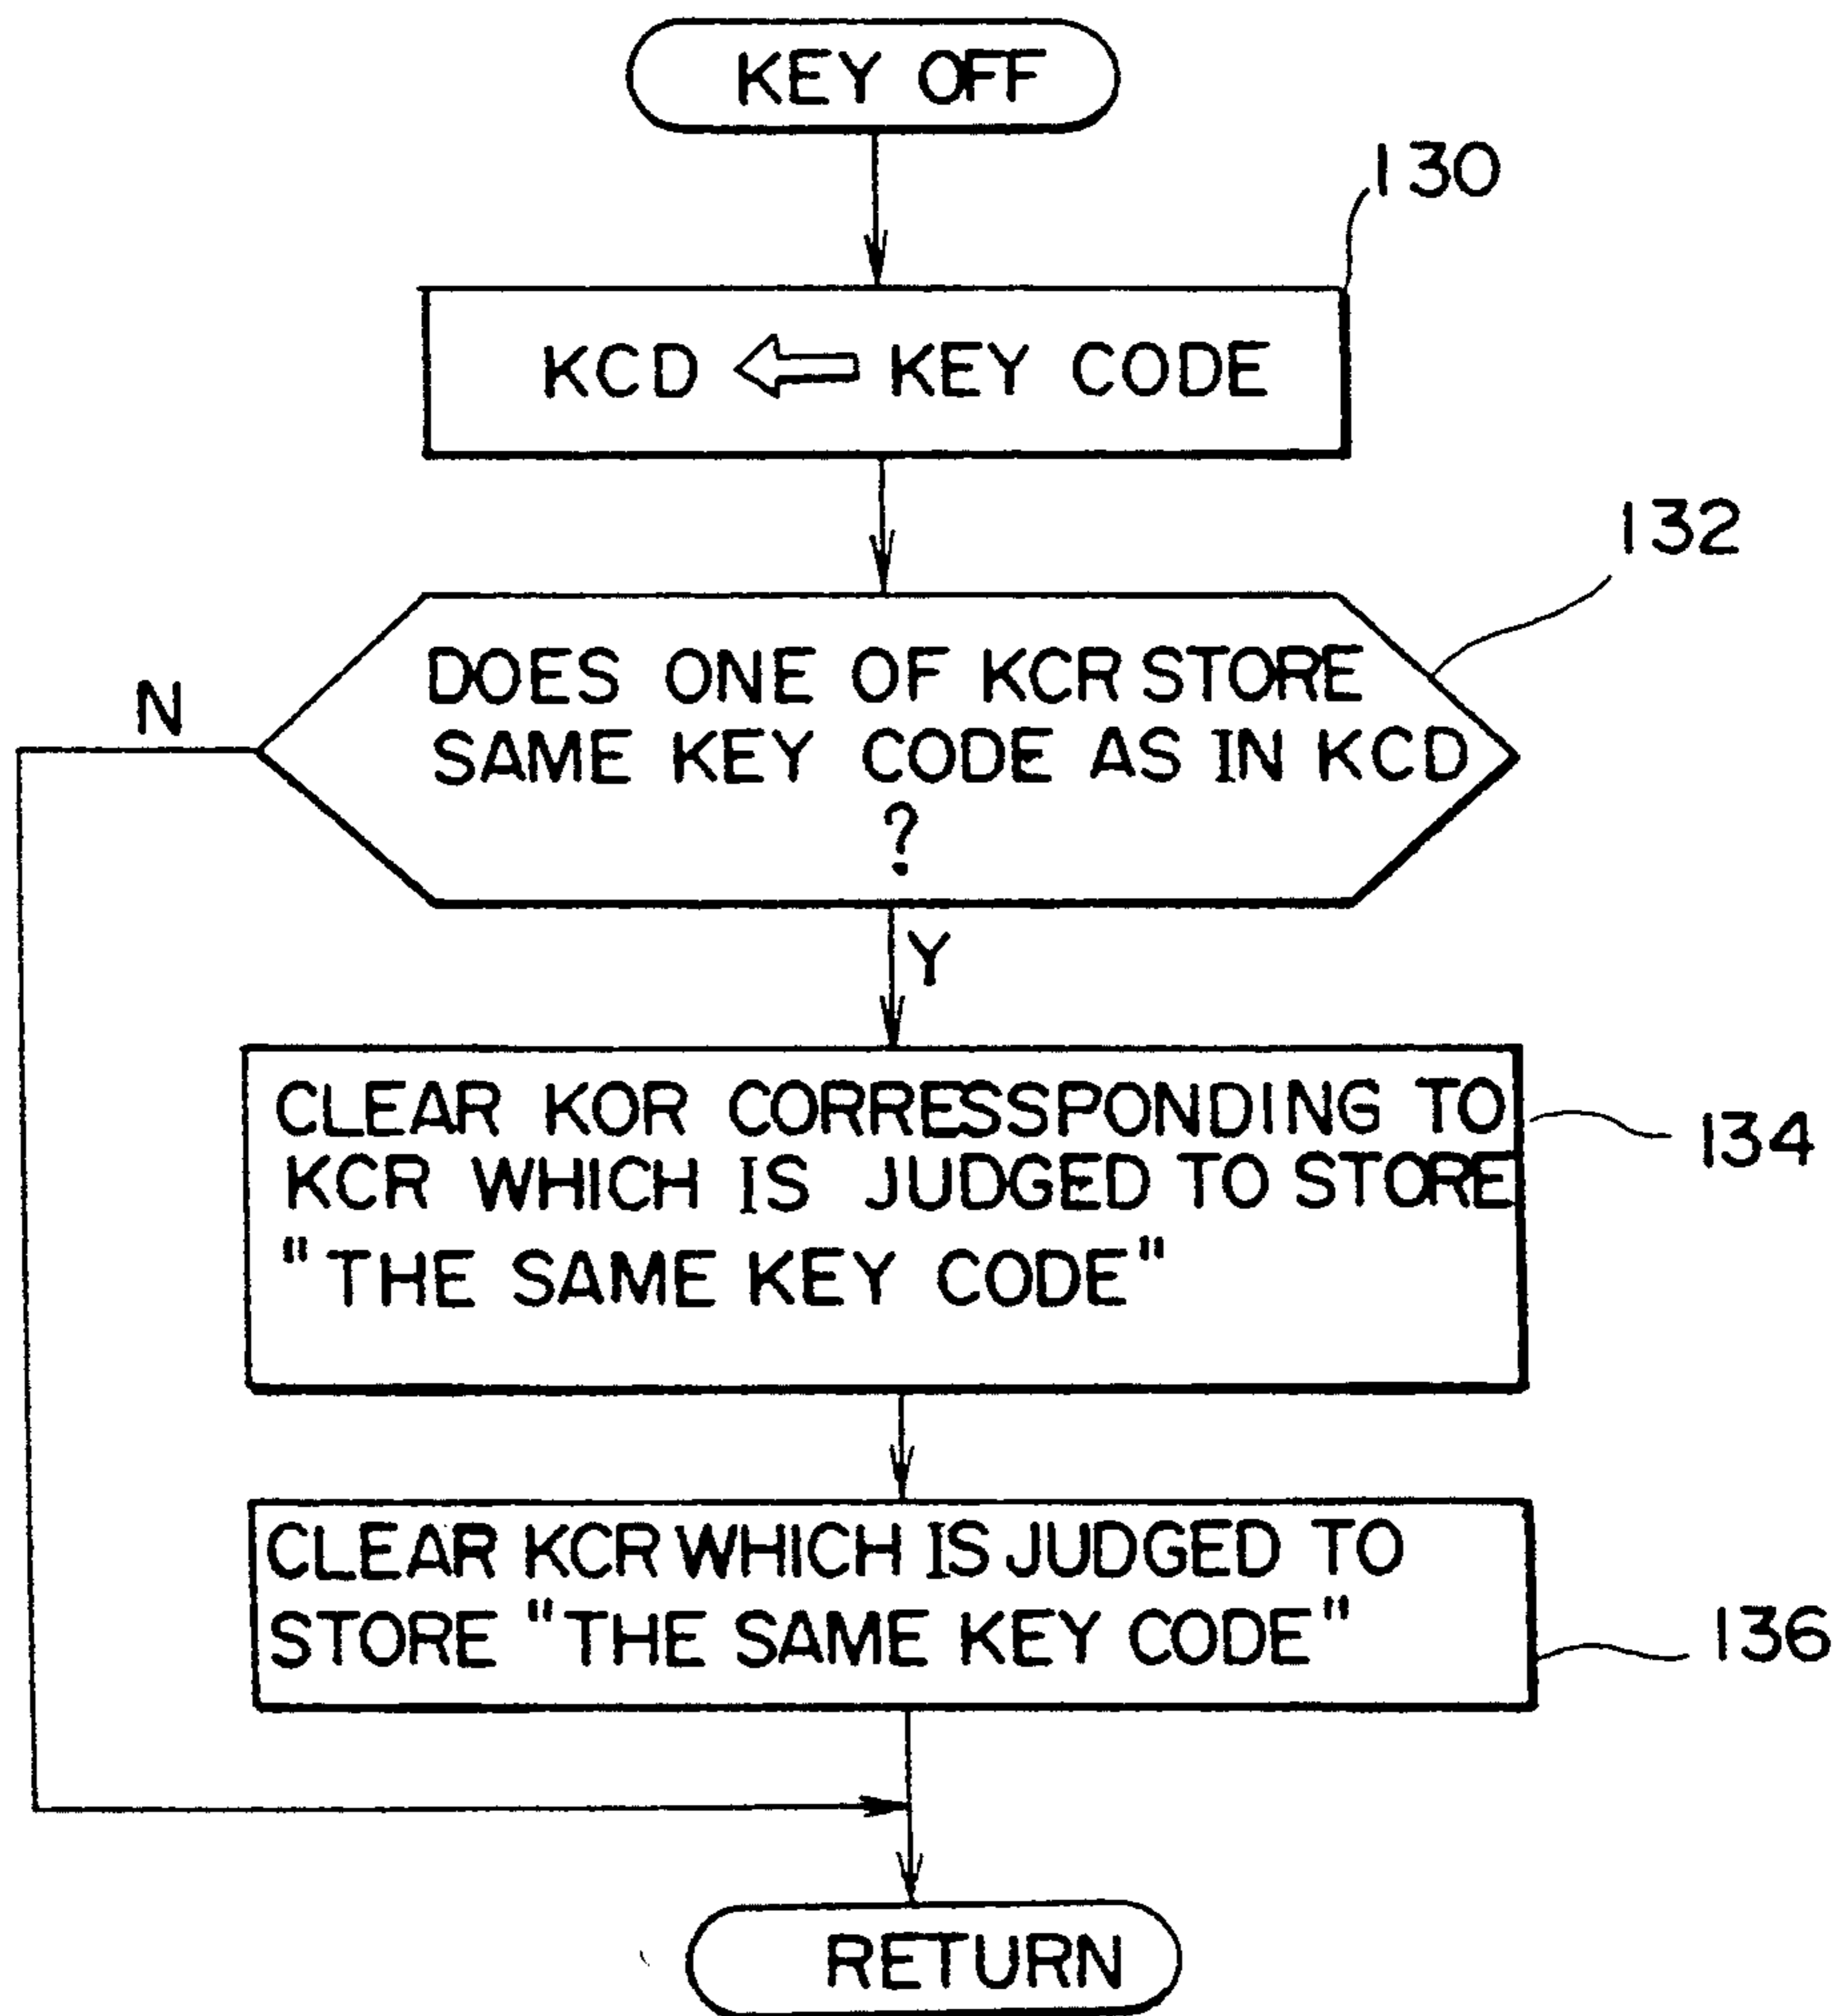 KEY OFF
130
KCD ⇐ KEY CODE
132
DOES ONE OF KCR STORE
SAME KEY CODE AS IN KCD
?
N
Y
CLEAR KOR CORRESSPONDING TO
KCR WHICH IS JUDGED TO STORE
"THE SAME KEY CODE"
134
CLEAR KCR WHICH IS JUDGED TO
STORE "THE SAME KEY CODE"
136
RETURN